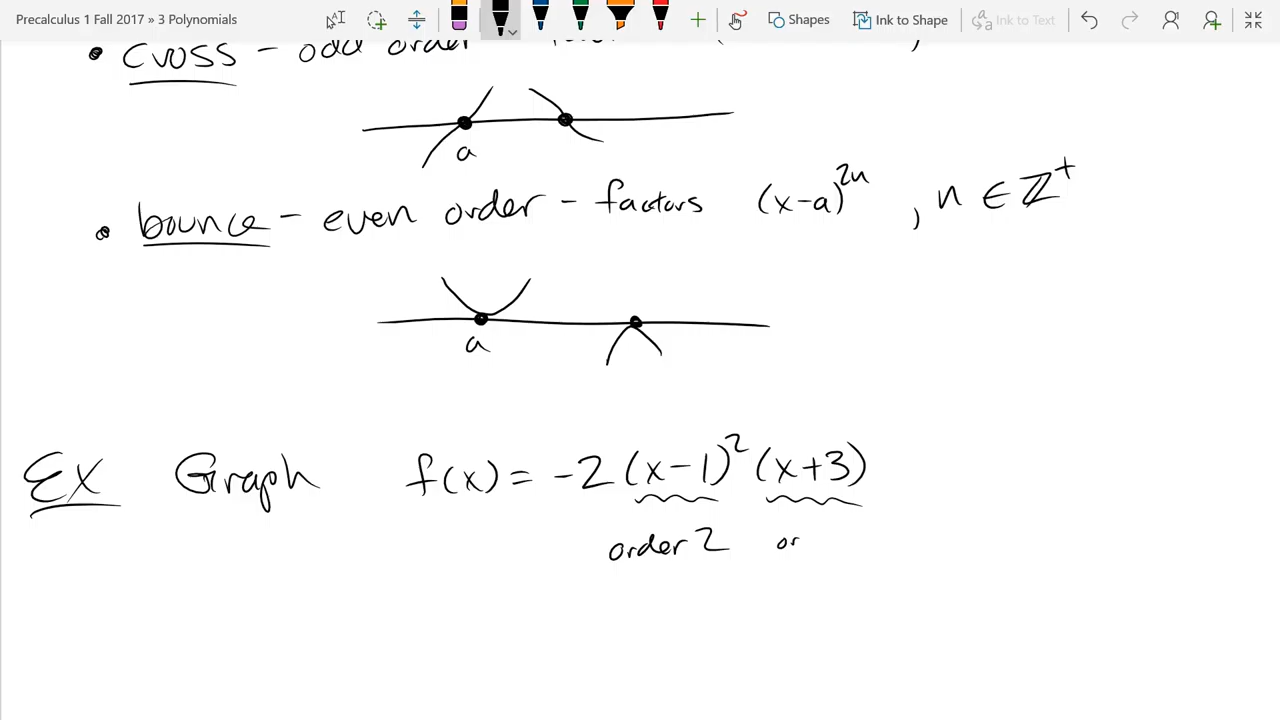 Precalculus 1 Fall 2017 » 3 Polynomials
Shapes Ink to Shape Ink to Text
• cross - odd order
a
• bounce - even order - factors (x-a)^2n , n ∈ ℤ^+
a
Ex Graph f(x) = -2 (x-1)^2 (x+3)
order 2 or